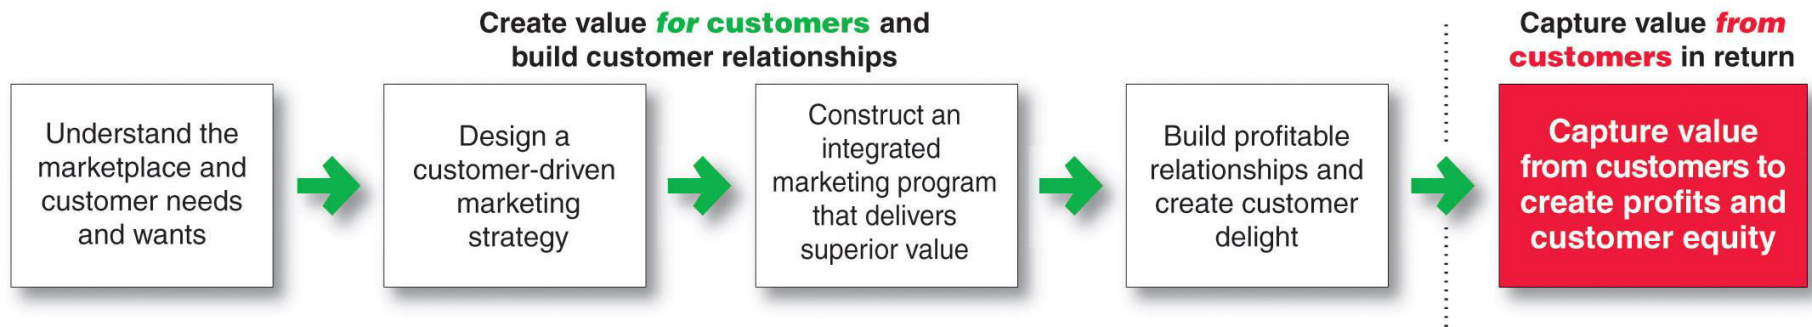 Create value for customers and
build customer relationships
Capture value from
customers in return
Understand the
marketplace and
customer needs
and wants
Design a
customer-driven
marketing
strategy
Construct an
integrated
marketing program
that delivers
superior value
Build profitable
relationships and
create customer
delight
Capture value
from customers to
create profits and
customer equity